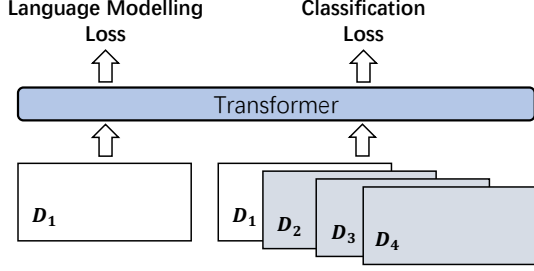 Language Modelling
Loss
Classification
Loss
Transformer
D₁
D₁
D₂
D₃
D₄